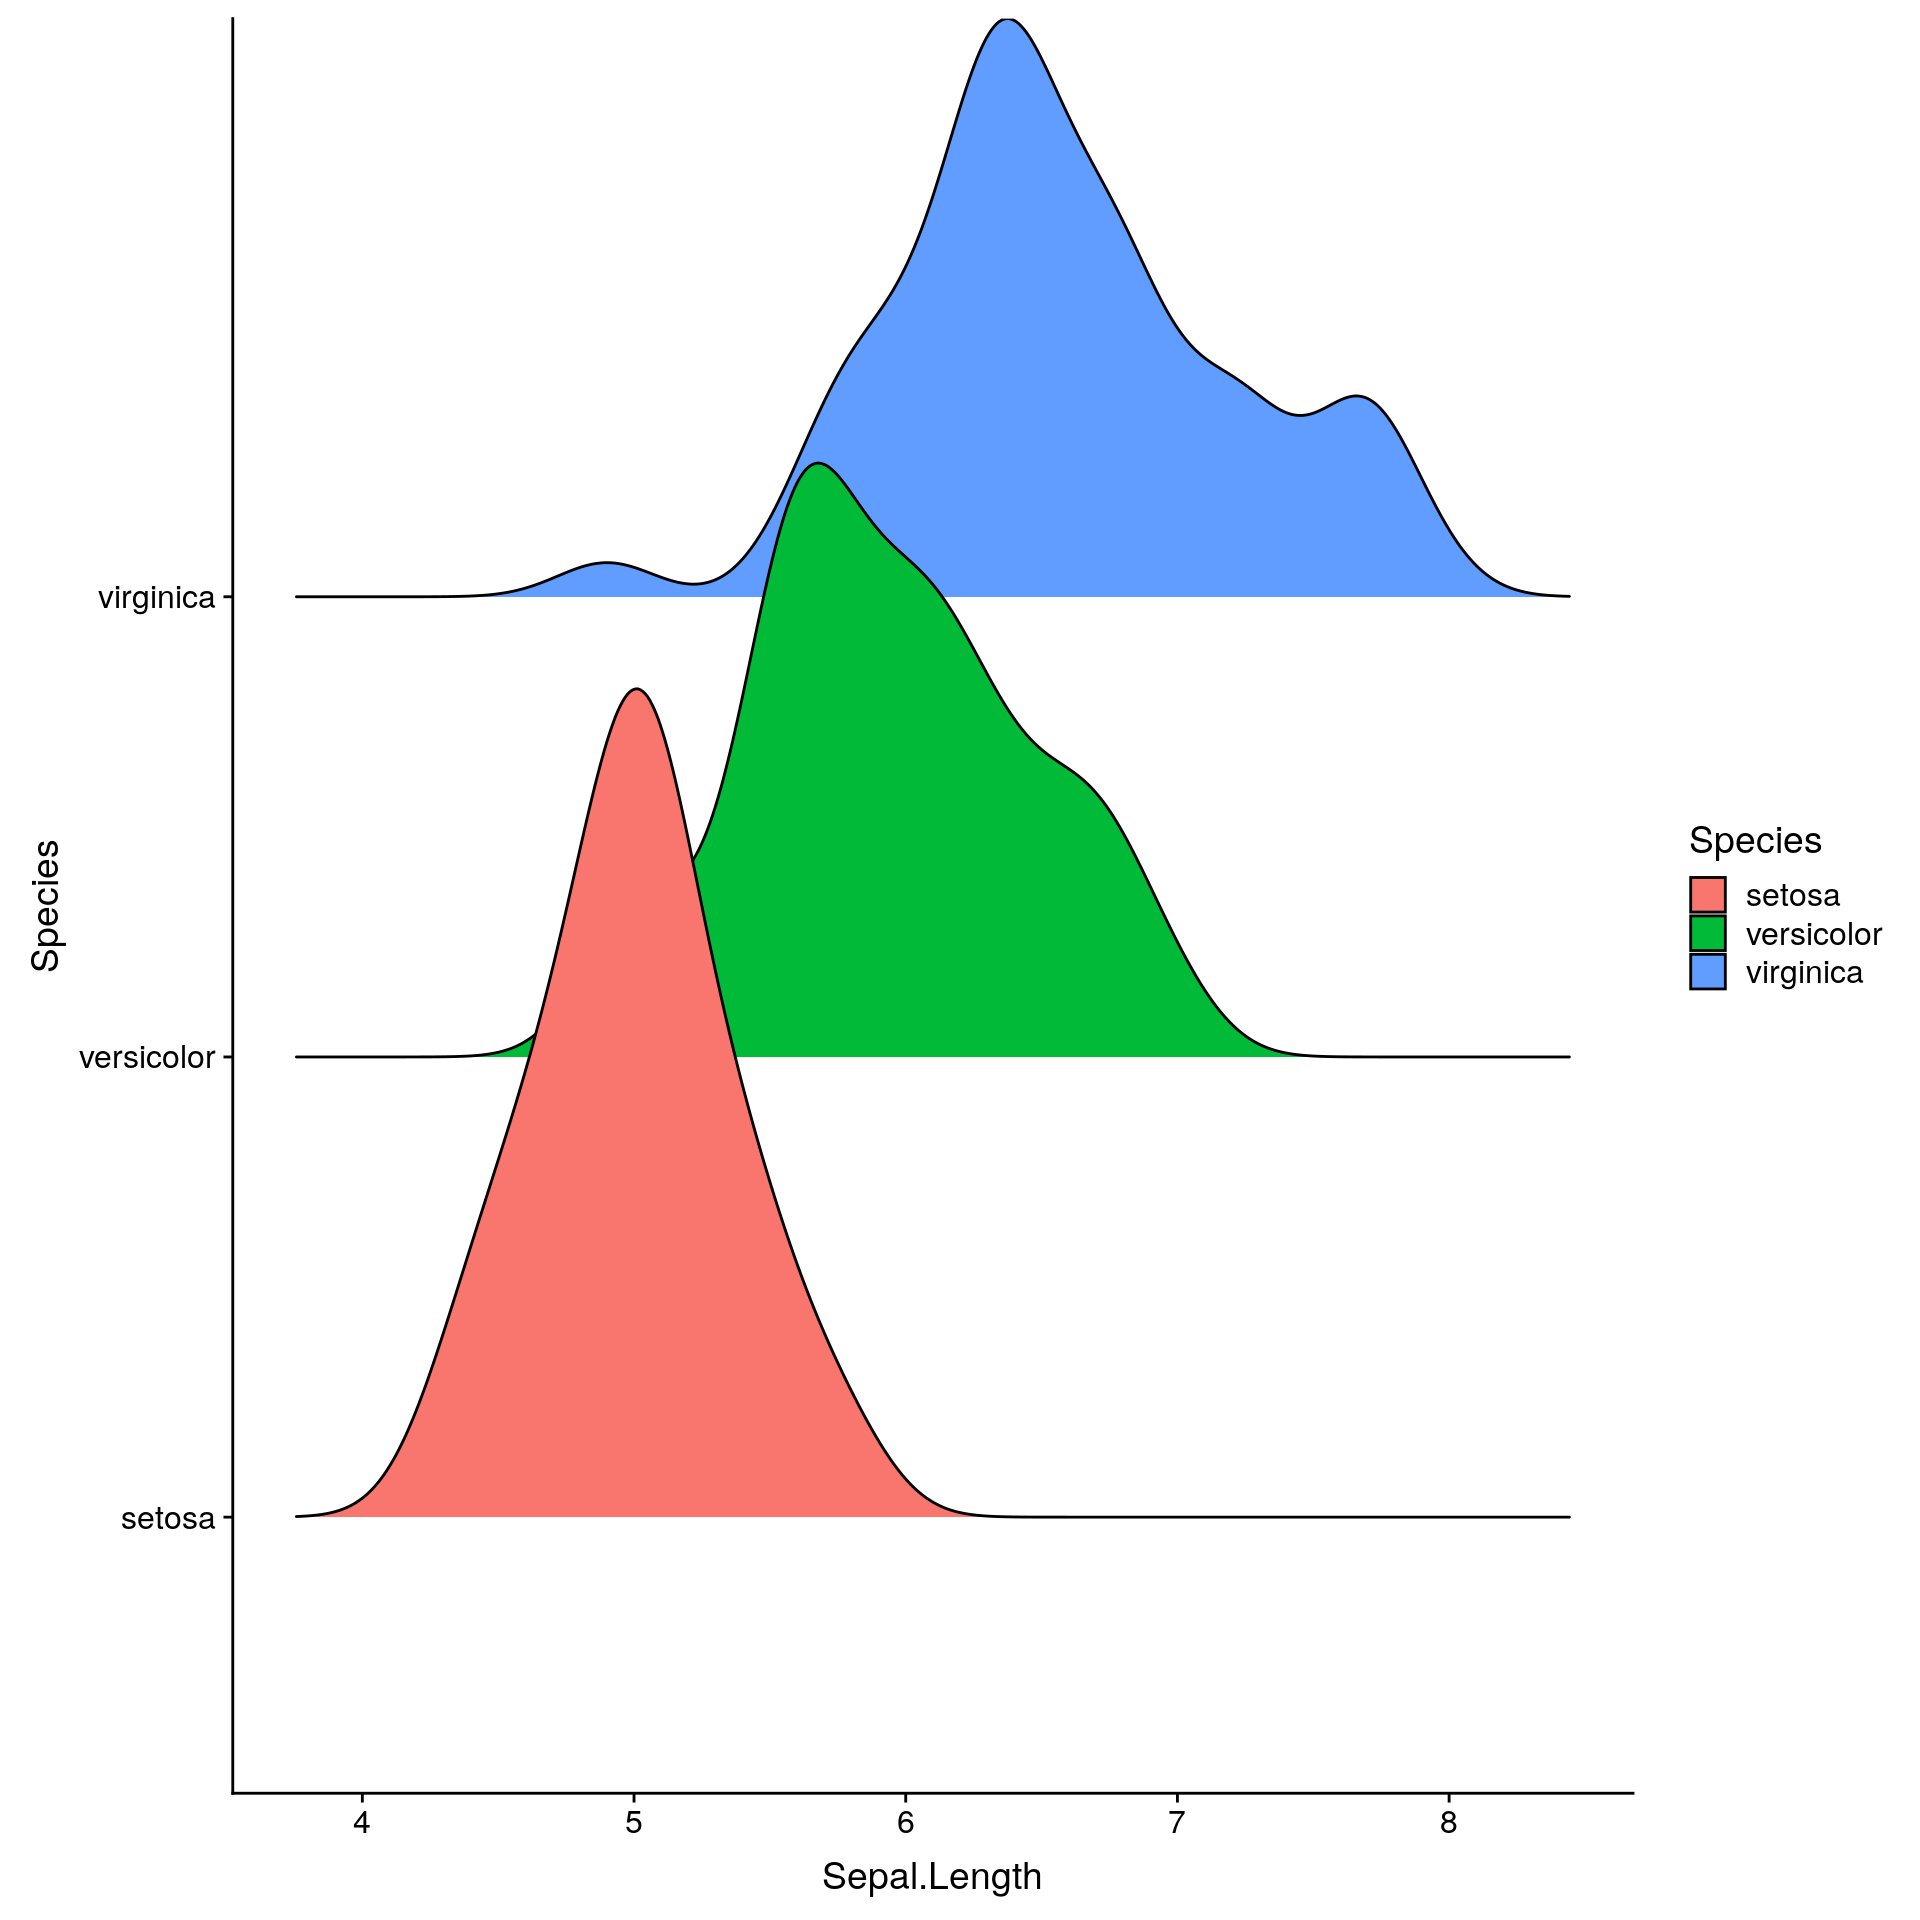 virginica
versicolor
setosa
Species
4 5 6 7 8
Sepal.Length
Species
setosa
versicolor
virginica